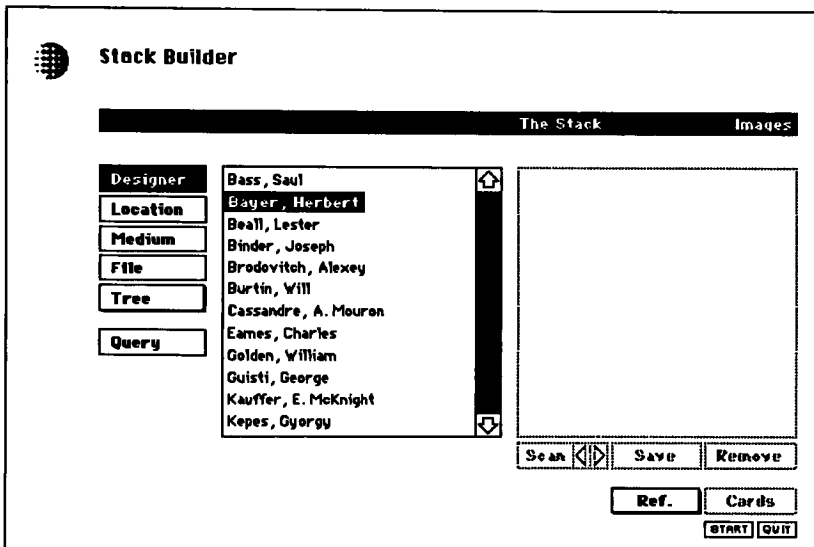 Stack Builder
The Stack Images
Designer
Location
Medium
File
Tree
Query
Bass, Saul
Bayer, Herbert
Beall, Lester
Binder, Joseph
Brodovitch, Alexey
Burtin, Will
Cassandre, A. Mouron
Eames, Charles
Golden, William
Guisti, George
Kauffer, E. McKnight
Kepes, Gyorgy
Scan Save Remove
Ref. Cards
START QUIT